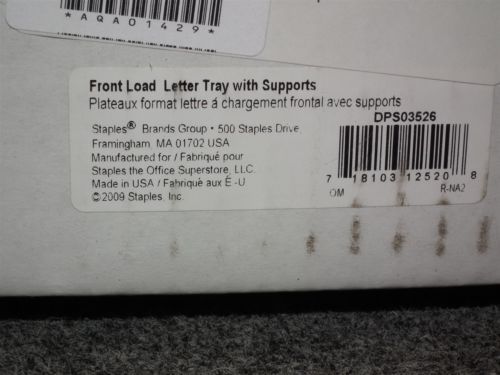 *AQA01429*
Front Load Letter Tray with Supports
Plateaux format lettre á chargement frontal avec supports
DPS03526
Staples® Brands Group • 500 Staples Drive,
Framingham, MA 01702 USA
Manufactured for / Fabriqué pour
Staples the Office Superstore, LLC.
Made in USA / Fabriqué aux É.-U
©2009 Staples, Inc.
7 18103 12520 8
OM R-NA2